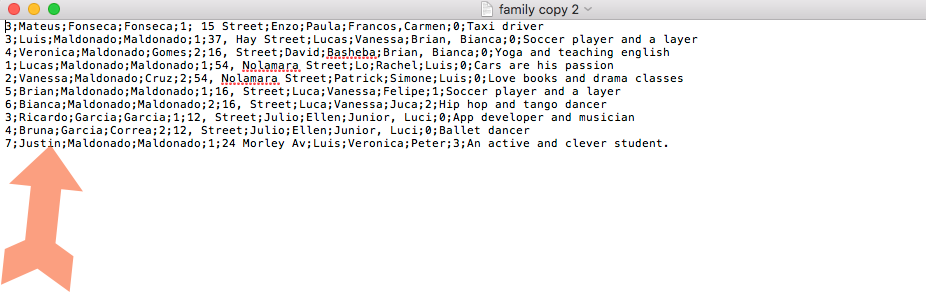 family copy 2
3;Mateus;Fonseca;Fonseca;1; 15 Street;Enzo;Paula;Francos,Carmen;0;Taxi driver
3;Luis;Maldonado;Maldonado;1;37, Hay Street;Lucas;Vanessa;Brian, Bianca;0;Soccer player and a layer
4;Veronica;Maldonado;Gomes;2;16, Street;David;Basheba;Brian, Bianca;0;Yoga and teaching english
1;Lucas;Maldonado;Maldonado;1;54, Nolamara Street;Lo;Rachel;Luis;0;Cars are his passion
2;Vanessa;Maldonado;Cruz;2;54, Nolamara Street;Patrick;Simone;Luis;0;Love books and drama classes
5;Brian;Maldonado;Maldonado;1;16, Street;Luca;Vanessa;Felipe;1;Soccer player and a layer
6;Bianca;Maldonado;Maldonado;2;16, Street;Luca;Vanessa;Juca;2;Hip hop and tango dancer
3;Ricardo;Garcia;Garcia;1;12, Street;Julio;Ellen;Junior, Luci;0;App developer and musician
4;Bruna;Garcia;Correa;2;12, Street;Julio;Ellen;Junior, Luci;0;Ballet dancer
7;Justin;Maldonado;Maldonado;1;24 Morley Av;Luis;Veronica;Peter;3;An active and clever student.